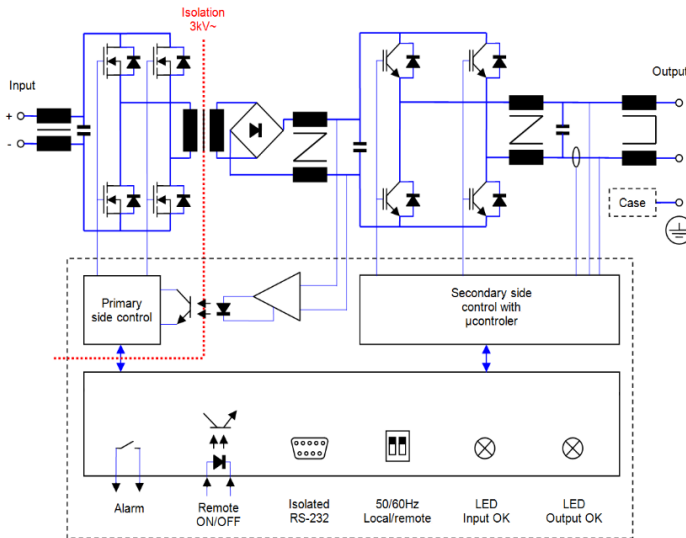 Isolation
3kV~
Input
Output
+
-
Case
Primary
side control
Secondary side
control with
µcontroler
Alarm
Remote
ON/OFF
Isolated
RS-232
50/60Hz
Local/remote
LED
Input OK
LED
Output OK